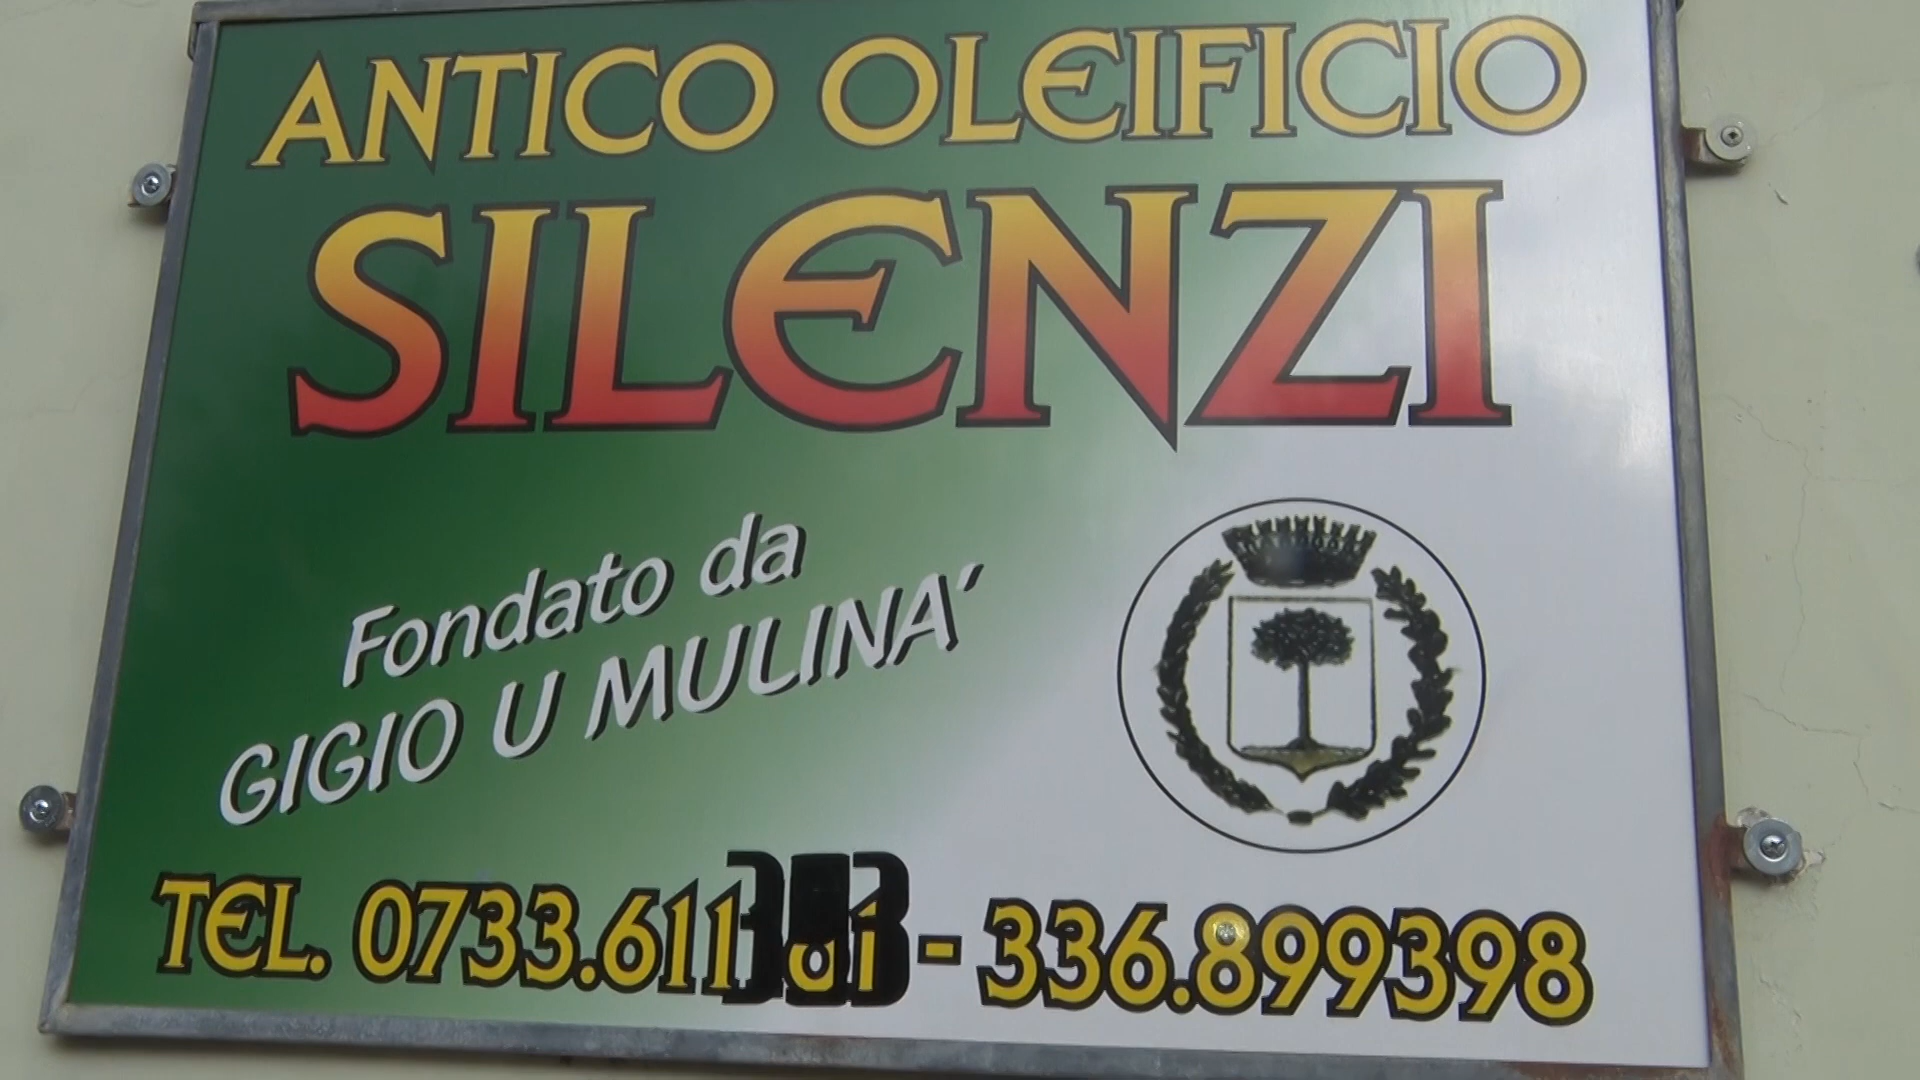 ANTICO OLEIFICIO
SILENZI
Fondato da
GIGIO U MULINA'
TEL. - 336.899398